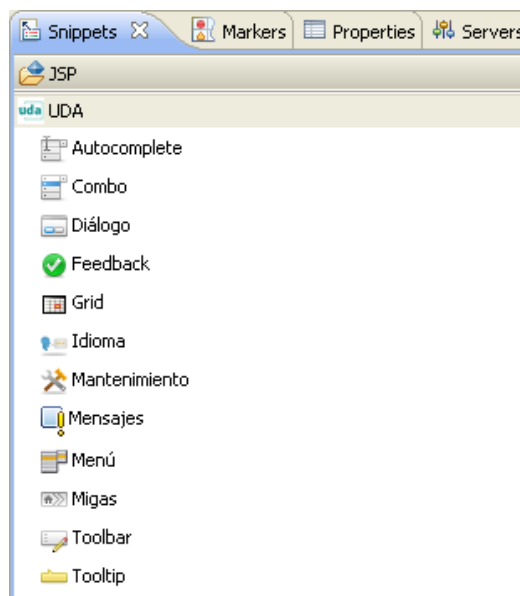 Snippets Markers Properties Servers
JSP
uda UDA
Autocomplete
Combo
Diálogo
Feedback
Grid
Idioma
Mantenimiento
Mensajes
Menú
Migas
Toolbar
Tooltip